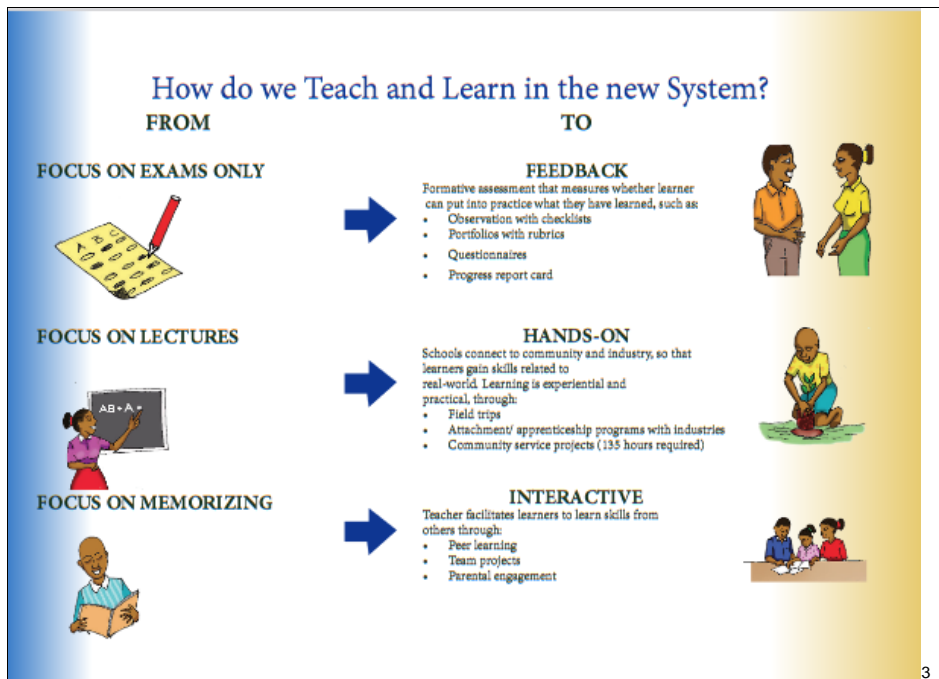 How do we Teach and Learn in the new System?
FROM
TO
FOCUS ON EXAMS ONLY
A B C
FEEDBACK
Formative assessment that measures whether learner
can put into practice what they have learned, such as:
• Observation with checklists
• Portfolios with rubrics
• Questionnaires
• Progress report card
FOCUS ON LECTURES
AB+A=
HANDS-ON
Schools connect to community and industry, so that
learners gain skills related to
real-world. Learning is experiential and
practical, through:
• Field trips
• Attachment/ apprenticeship programs with industries
• Community service projects (135 hours required)
FOCUS ON MEMORIZING
INTERACTIVE
Teacher facilitates learners to learn skills from
others through:
• Peer learning
• Team projects
• Parental engagement
3